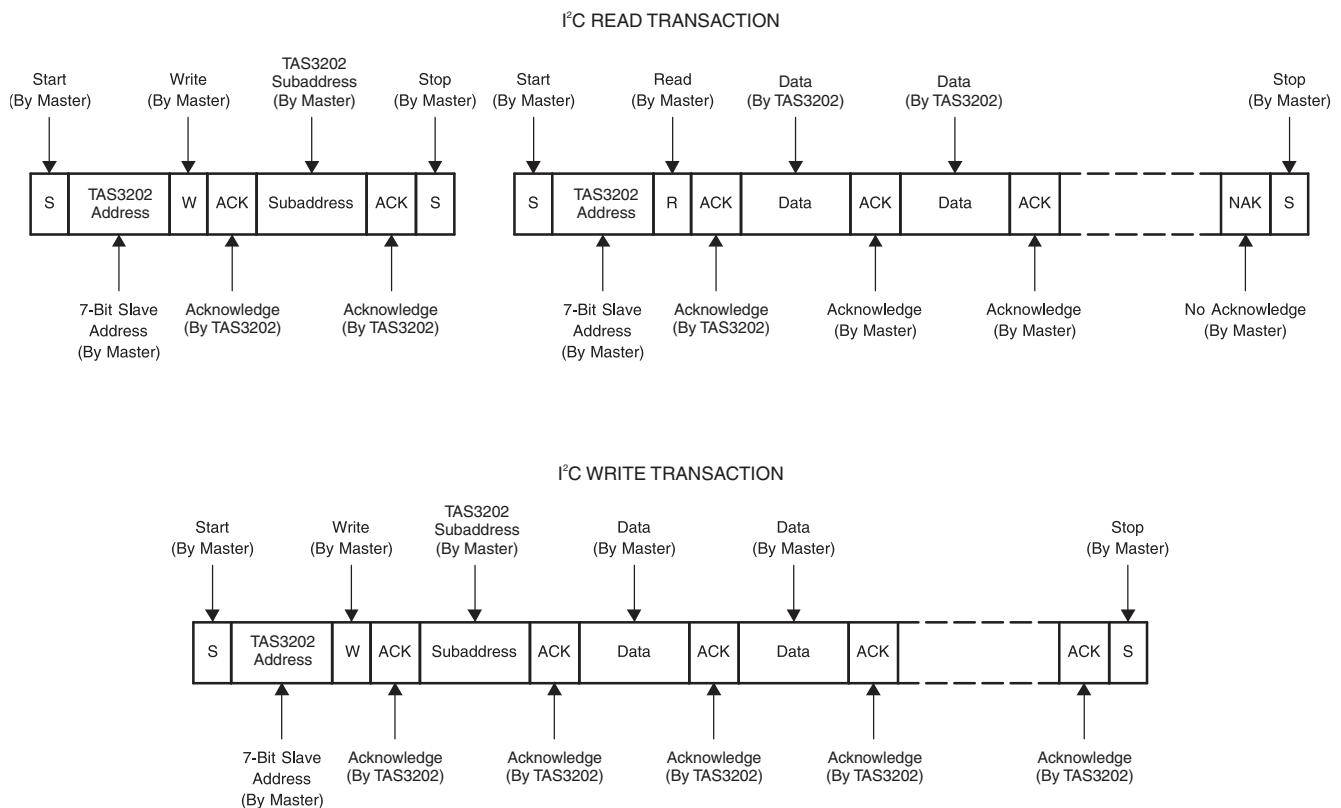 I²C READ TRANSACTION
Start
(By Master)
Write
(By Master)
TAS3202
Subaddress
(By Master)
Stop
(By Master)
Start
(By Master)
Read
(By Master)
Data
(By TAS3202)
Data
(By TAS3202)
Stop
(By Master)
S
TAS3202
Address
W
ACK
Subaddress
ACK
S
S
TAS3202
Address
R
ACK
Data
ACK
Data
ACK
NAK
S
7-Bit Slave
Address
(By Master)
Acknowledge
(By TAS3202)
Acknowledge
(By TAS3202)
7-Bit Slave
Address
(By Master)
Acknowledge
(By TAS3202)
Acknowledge
(By Master)
Acknowledge
(By Master)
No Acknowledge
(By Master)
I²C WRITE TRANSACTION
Start
(By Master)
Write
(By Master)
TAS3202
Subaddress
(By Master)
Data
(By Master)
Data
(By Master)
Stop
(By Master)
S
TAS3202
Address
W
ACK
Subaddress
ACK
Data
ACK
Data
ACK
ACK
S
7-Bit Slave
Address
(By Master)
Acknowledge
(By TAS3202)
Acknowledge
(By TAS3202)
Acknowledge
(By TAS3202)
Acknowledge
(By TAS3202)
Acknowledge
(By TAS3202)